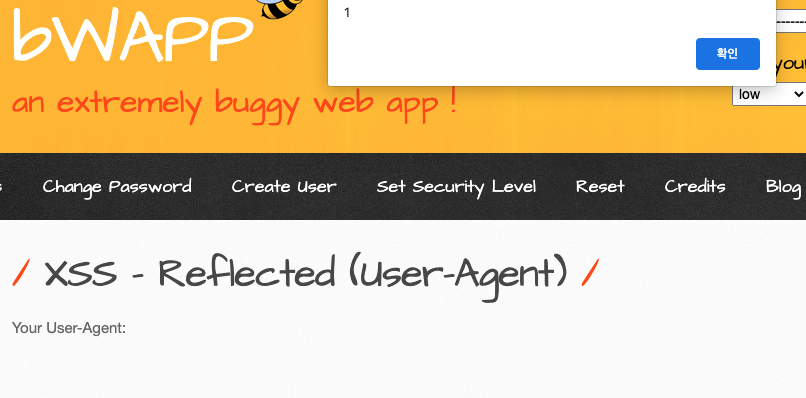 bWAPP
1
확인
an extremely buggy web app !
low
Change Password Create User Set Security Level Reset Credits Blog
/ XSS - Reflected (User-Agent) /
Your User-Agent: